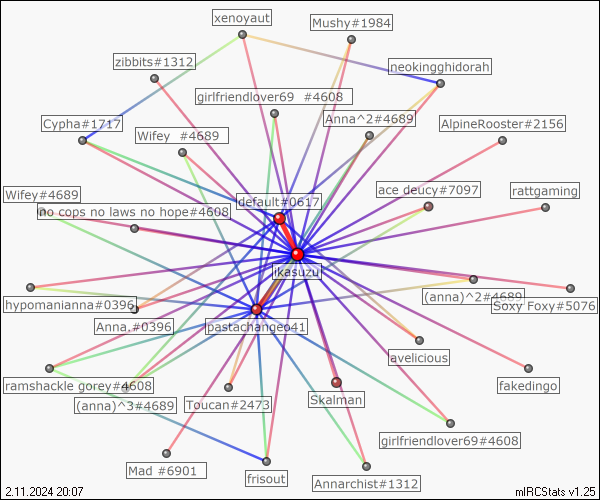 xenoyaut
Mushy#1984
zibbits#1312
neokingghidorah
girlfriendlover69 #4608
Cypha#1717
Wifey #4689
Anna^2#4689
AlpineRooster#2156
Wifey#4689
ace deucy#7097
rattgaming
no cops no laws no hope#4608
default#0617
likasuzu
hypomanianna#0396
(anna)^2#4689
Soxy Foxy#5076
Anna,#0396
pastachangeo41
avelicious
ramshackle gorey#4608
fakedingo
(anna)^3#4689
Toucan#2473
Skalman
girlfriendlover69#4608
Mad #6901
frisout
Annarchist#1312
2.11.2024 20:07
mIRCStats v1.25